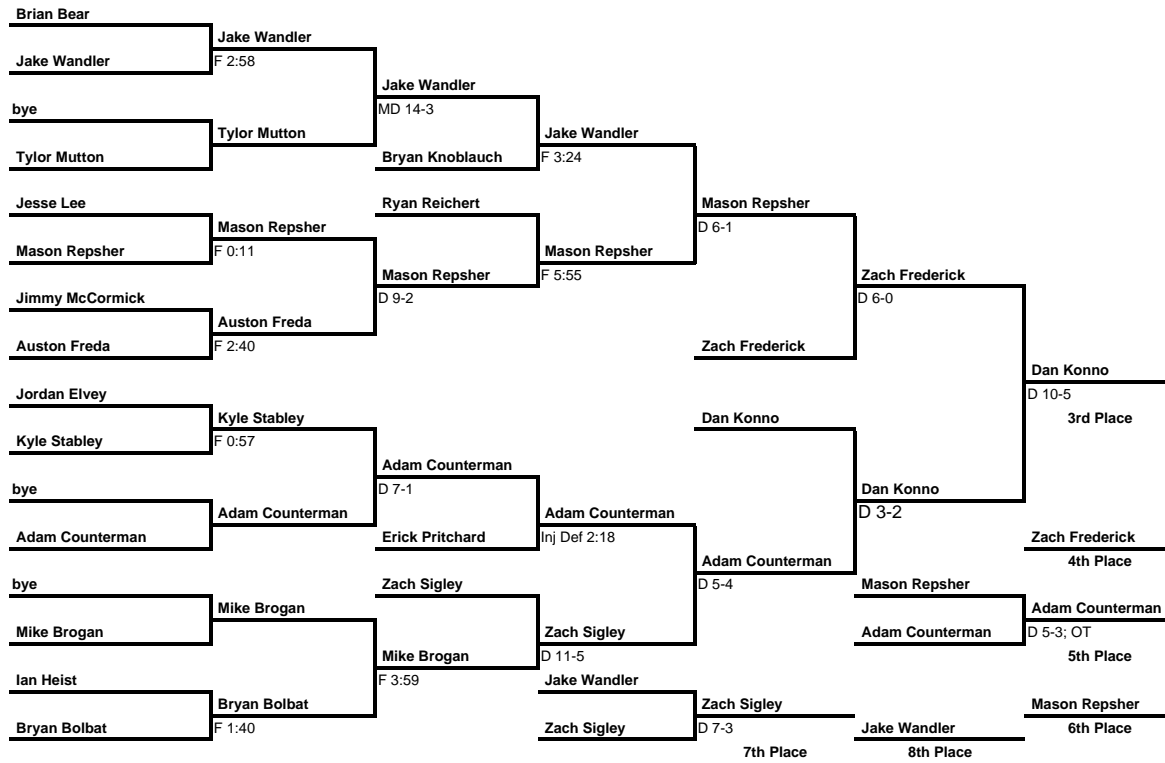 Brian Bear
Jake Wandler
Jake Wandler
F 2:58
Jake Wandler
bye
MD 14-3
Tylor Mutton
Jake Wandler
Tylor Mutton
Bryan Knoblauch
F 3:24
Jesse Lee
Ryan Reichert
Mason Repsher
Mason Repsher
D 6-1
Mason Repsher
F 0:11
Mason Repsher
Mason Repsher
F 5:55
Zach Frederick
Jimmy McCormick
D 9-2
D 6-0
Auston Freda
Auston Freda
F 2:40
Zach Frederick
Dan Konno
Jordan Elvey
D 10-5
Kyle Stabley
Dan Konno
3rd Place
Kyle Stabley
F 0:57
Adam Counterman
bye
D 7-1
Dan Konno
Adam Counterman
Adam Counterman
D 3-2
Adam Counterman
Erick Pritchard
Inj Def 2:18
Zach Frederick
Adam Counterman
4th Place
bye
Zach Sigley
D 5-4
Mason Repsher
Mike Brogan
Adam Counterman
Mike Brogan
Zach Sigley
Adam Counterman
D 5-3; OT
Mike Brogan
D 11-5
5th Place
Ian Heist
F 3:59
Jake Wandler
Bryan Bolbat
Zach Sigley
Mason Repsher
Bryan Bolbat
F 1:40
Zach Sigley
D 7-3
Jake Wandler
6th Place
7th Place
8th Place